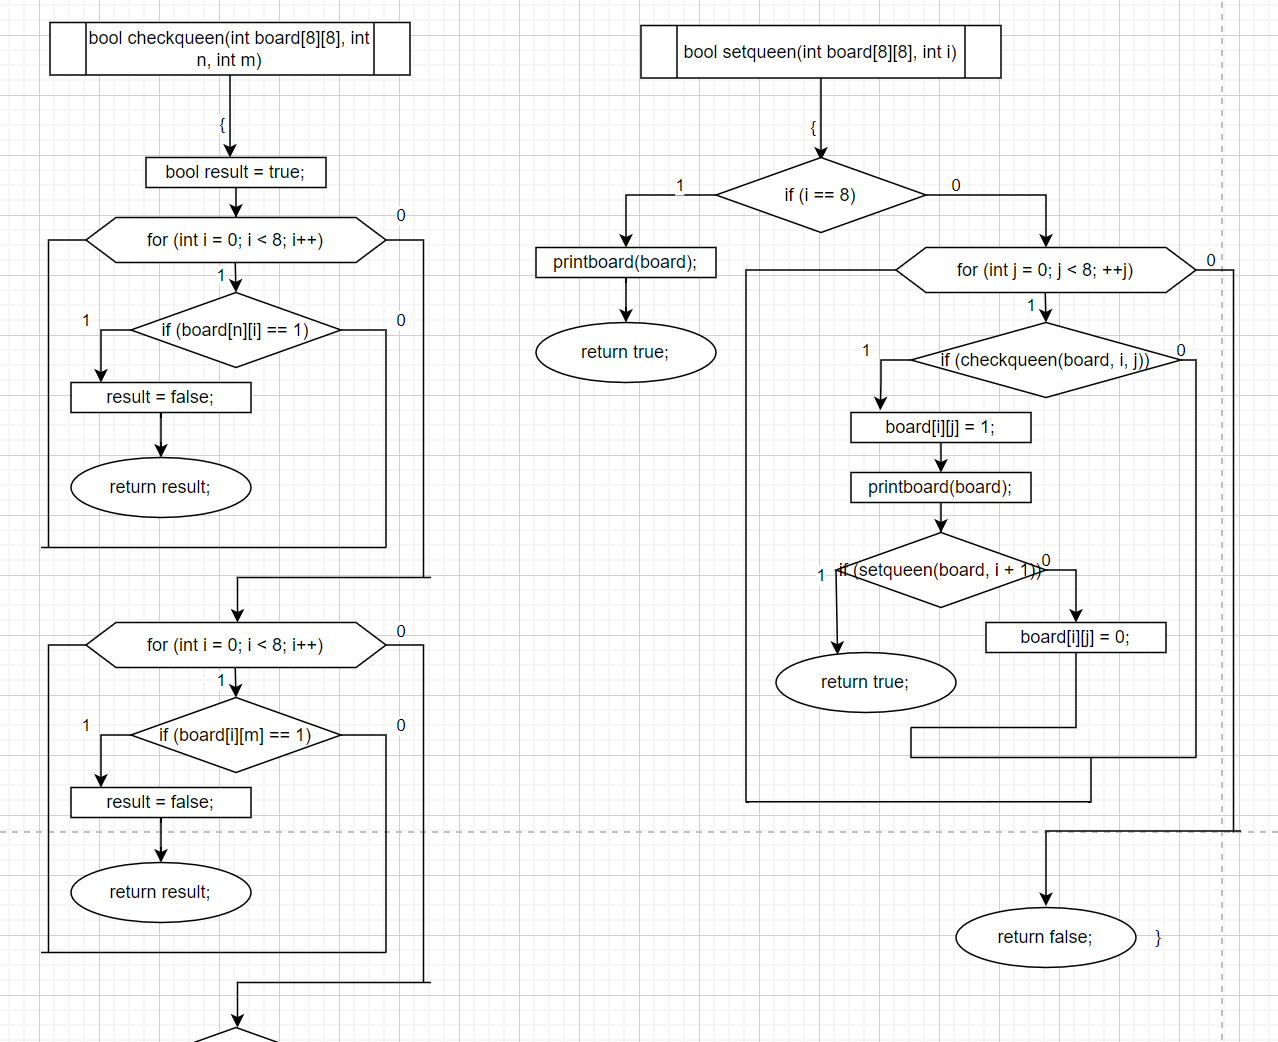 bool checkqueen(int board[8][8], int
n, int m)
{
bool result = true;
for (int i = 0; i < 8; i++)
0
1
if (board[n][i] == 1)
1
0
result = false;
return result;
for (int i = 0; i < 8; i++)
0
1
if (board[i][m] == 1)
1
0
result = false;
return result;
bool setqueen(int board[8][8], int i)
{
if (i == 8)
1
0
printboard(board);
return true;
for (int j = 0; j < 8; ++j)
0
1
if (checkqueen(board, i, j))
1
0
board[i][j] = 1;
printboard(board);
if (setqueen(board, i + 1))
1
0
board[i][j] = 0;
return true;
return false;
}